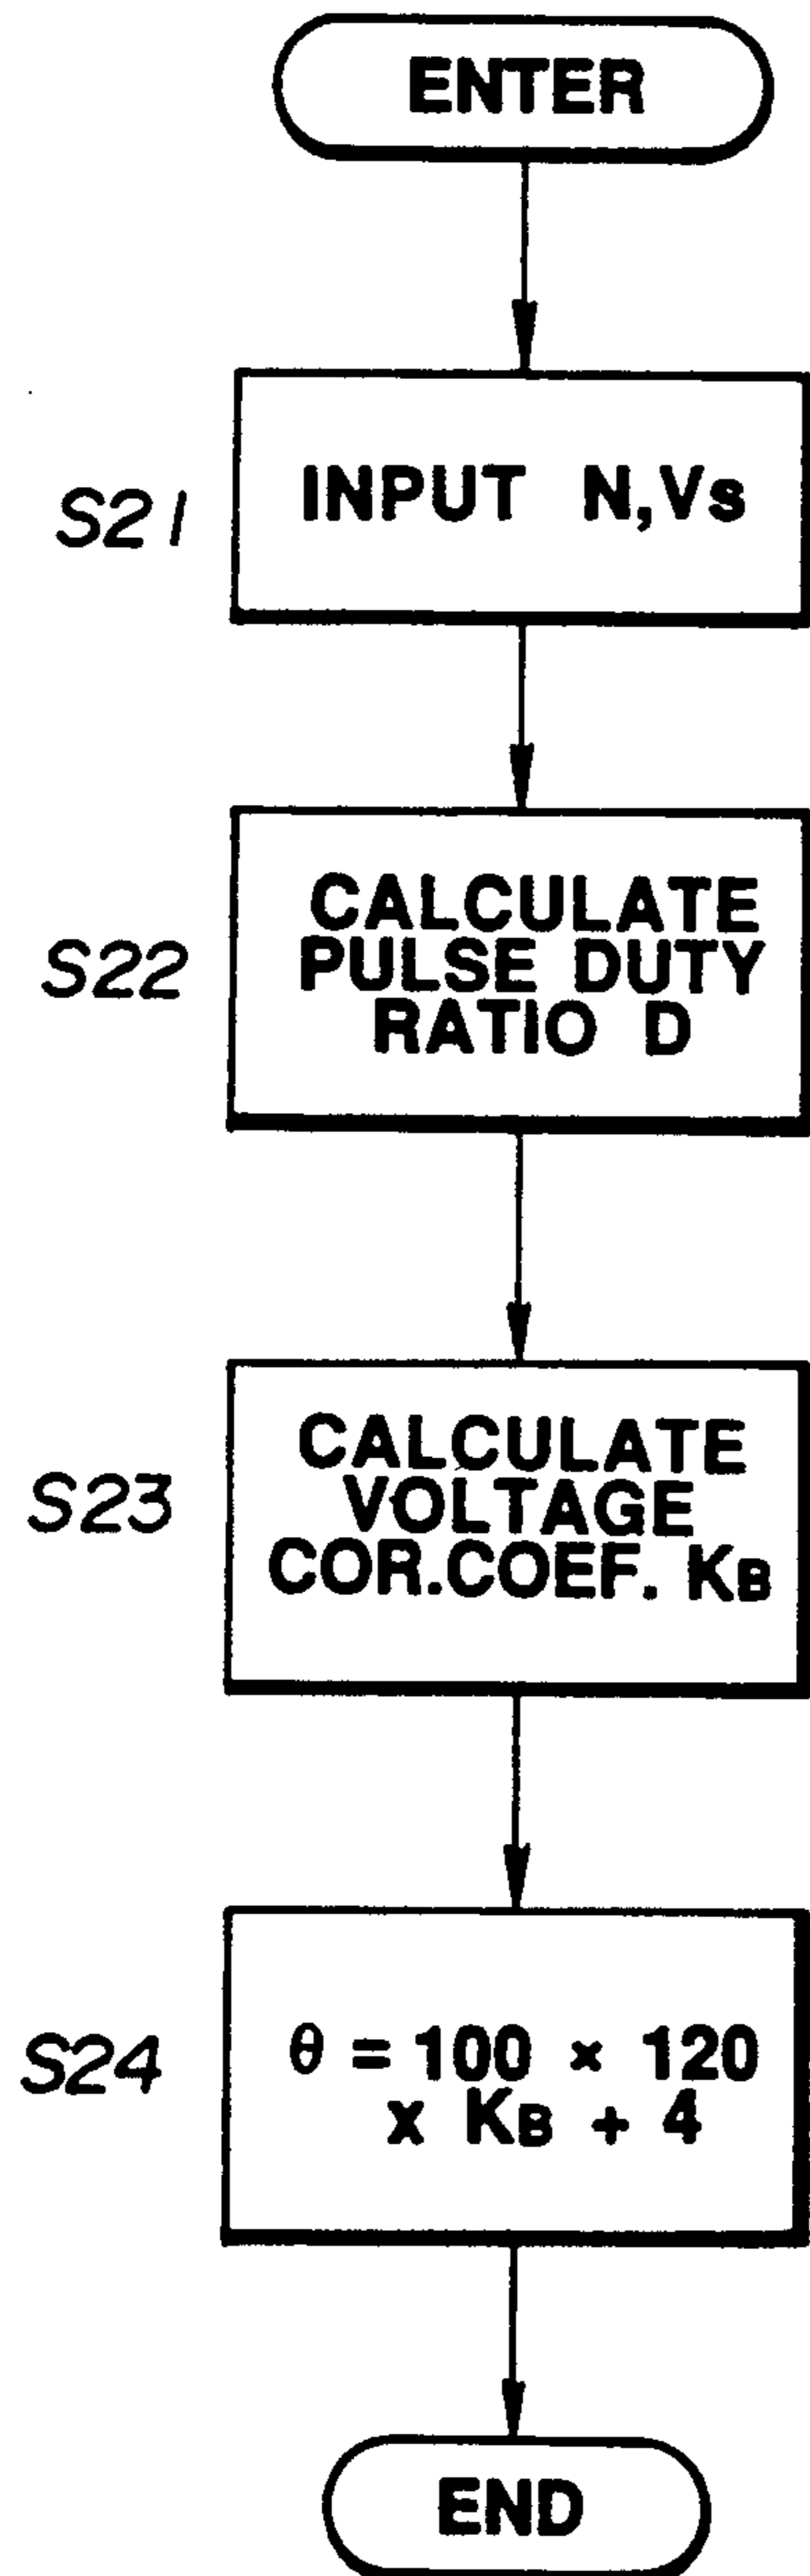 ENTER
S21
INPUT N,Vs
S22
CALCULATE
PULSE DUTY
RATIO D
S23
CALCULATE
VOLTAGE
COR.COEF. KB
S24
θ = 100 × 120
x KB + 4
END